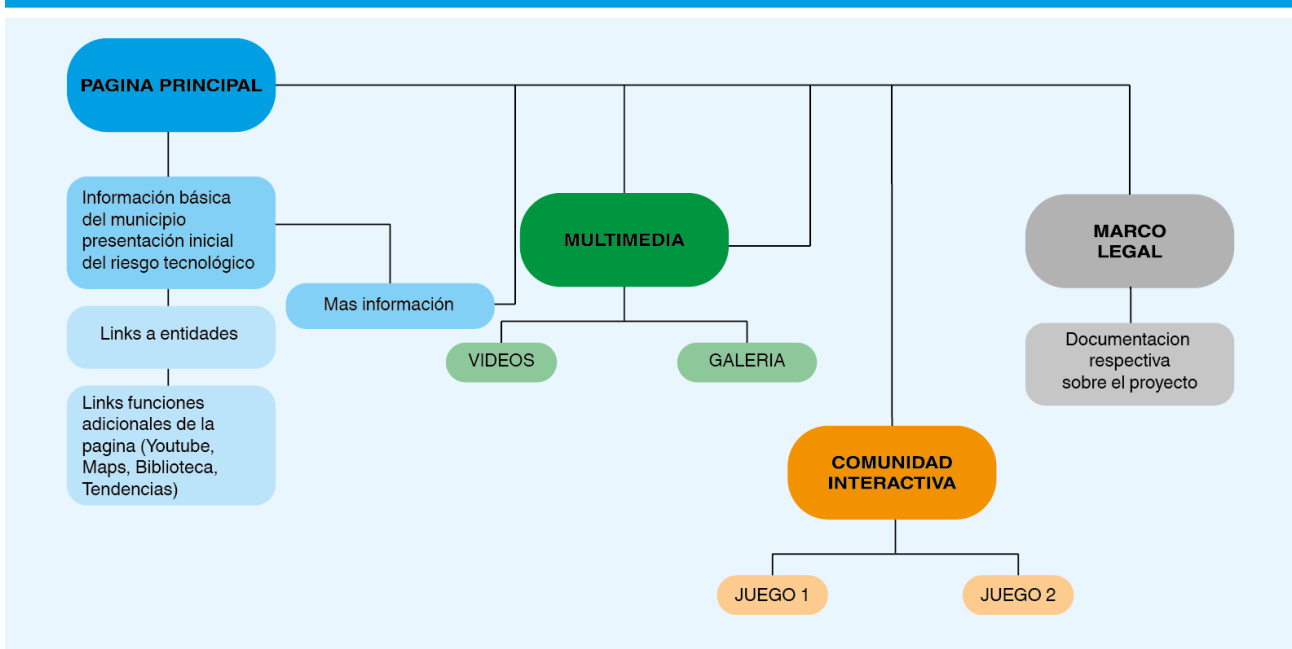 PAGINA PRINCIPAL
Información básica
del municipio
presentación inicial
del riesgo tecnológico
Mas información
Links a entidades
Links funciones
adicionales de la
pagina (Youtube,
Maps, Biblioteca,
Tendencias)
MULTIMEDIA
VIDEOS
GALERIA
COMUNIDAD
INTERACTIVA
JUEGO 1
JUEGO 2
MARCO
LEGAL
Documentacion
respectiva
sobre el proyecto